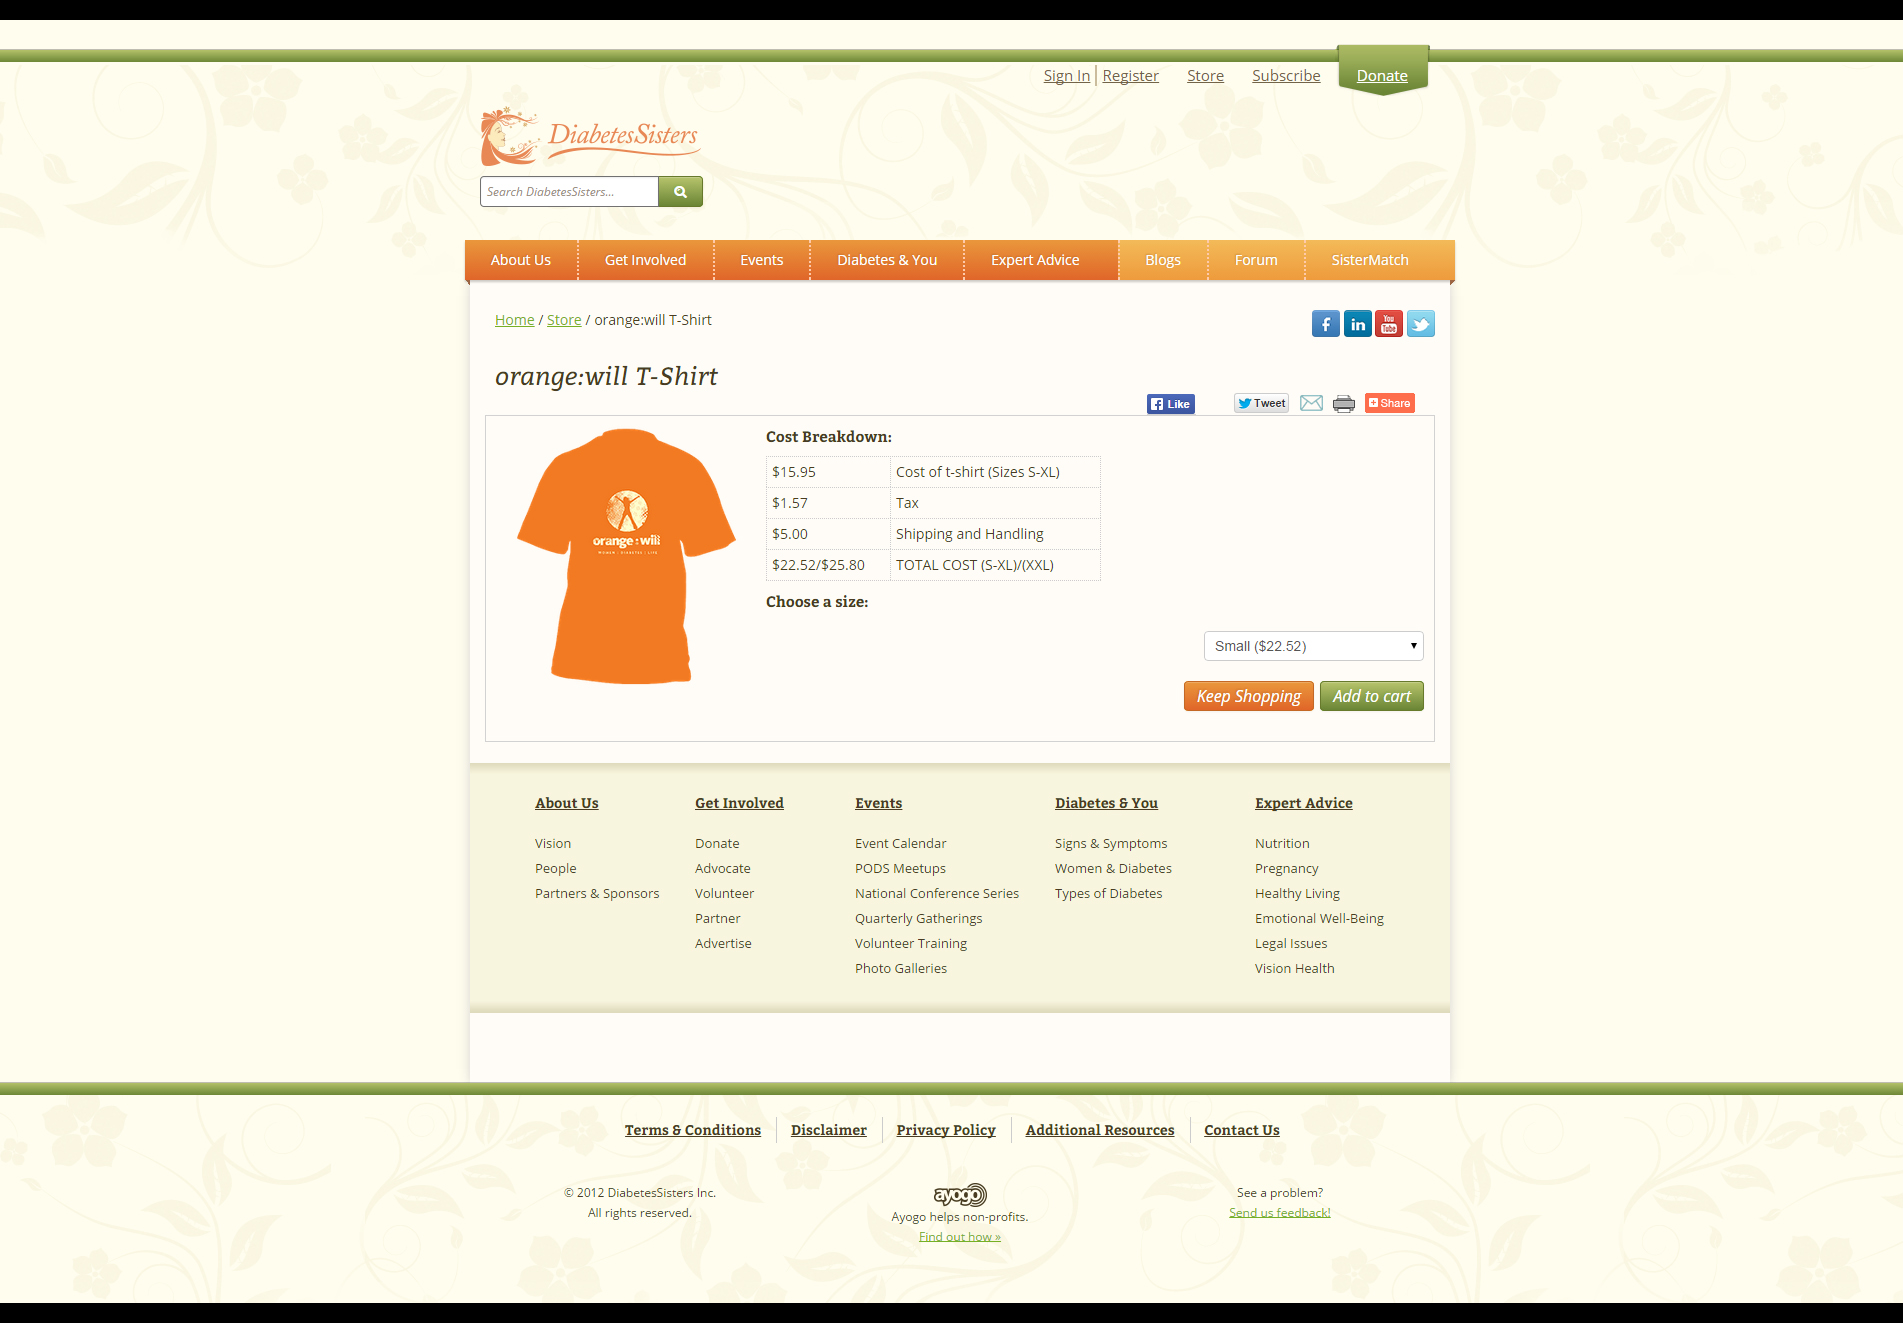 Sign In Register Store Subscribe Donate
DiabetesSisters
Search DiabetesSisters...
About Us Get Involved Events Diabetes & You Expert Advice Blogs Forum SisterMatch
Home / Store / orange:will T-Shirt
f in You Tube
orange:will T-Shirt
Like Tweet Share
orange:will
WOMEN | DIABETES | LIFE
Cost Breakdown:
$15.95 Cost of t-shirt (Sizes S-XL)
$1.57 Tax
$5.00 Shipping and Handling
$22.52/$25.80 TOTAL COST (S-XL)/(XXL)
Choose a size:
Small ($22.52)
Keep Shopping Add to cart
About Us
Vision
People
Partners & Sponsors
Get Involved
Donate
Advocate
Volunteer
Partner
Advertise
Events
Event Calendar
PODS Meetups
National Conference Series
Quarterly Gatherings
Volunteer Training
Photo Galleries
Diabetes & You
Signs & Symptoms
Women & Diabetes
Types of Diabetes
Expert Advice
Nutrition
Pregnancy
Healthy Living
Emotional Well-Being
Legal Issues
Vision Health
Terms & Conditions Disclaimer Privacy Policy Additional Resources Contact Us
© 2012 DiabetesSisters Inc.
All rights reserved.
ayogo
Ayogo helps non-profits.
Find out how »
See a problem?
Send us feedback!